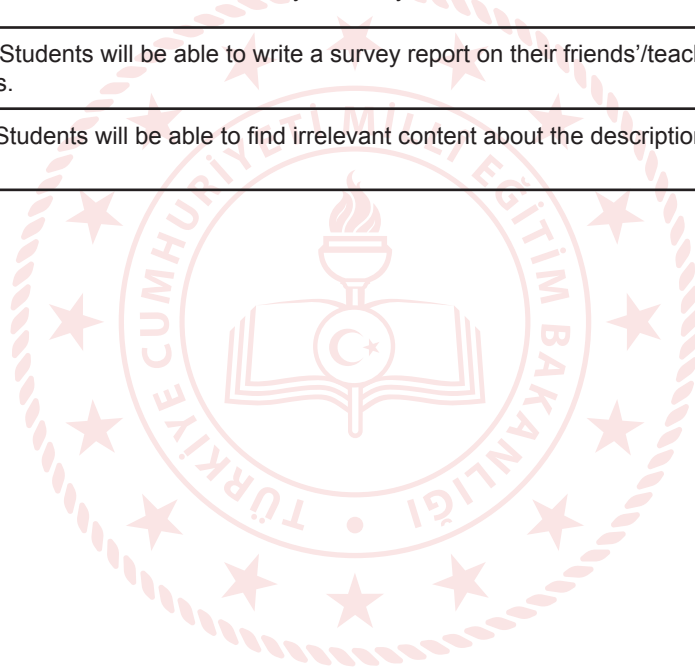 Students will be able to write a survey report on their friends’/teac
s.
Students will be able to find irrelevant content about the description
TÜRKİYE CUMHURİYETİ MİLLİ EĞİTİM BAKANLIĞI